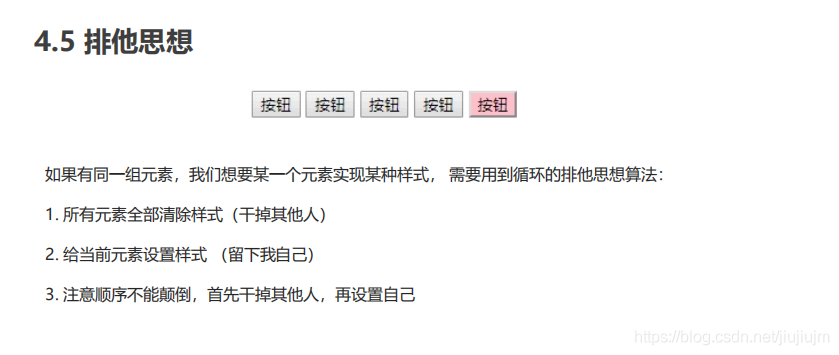 4.5 排他思想
按钮 按钮 按钮 按钮 按钮
如果有同一组元素，我们想要某一个元素实现某种样式， 需要用到循环的排他思想算法：
1. 所有元素全部清除样式（干掉其他人）
2. 给当前元素设置样式 （留下我自己）
3. 注意顺序不能颠倒，首先干掉其他人，再设置自己
https://blog.csdn.net/jiujiujm